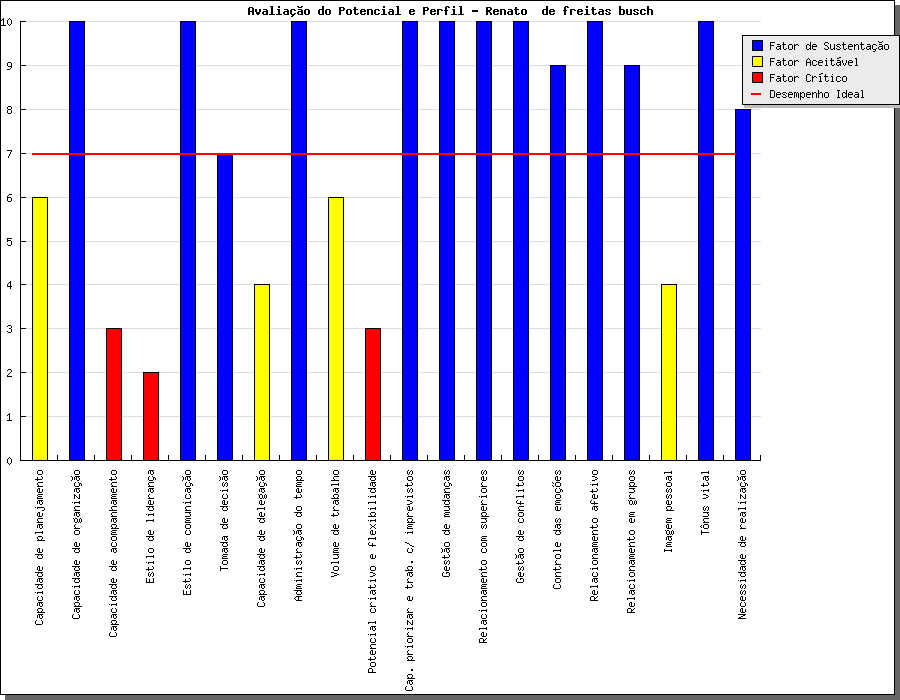 Avaliação do Potencial e Perfil - Renato  de freitas busch
Fator de Sustentação
Fator Aceitável
Fator Crítico
Desempenho Ideal
10
9
8
7
6
5
4
3
2
1
0
Capacidade de planejamento
Capacidade de organização
Capacidade de acompanhamento
Estilo de liderança
Estilo de comunicação
Tomada de decisão
Capacidade de delegação
Administração do tempo
Volume de trabalho
Potencial criativo e flexibilidade
Cap. priorizar e trab. c/ imprevistos
Gestão de mudanças
Relacionamento com superiores
Gestão de conflitos
Controle das emoções
Relacionamento afetivo
Relacionamento em grupos
Imagem pessoal
Tônus vital
Necessidade de realização